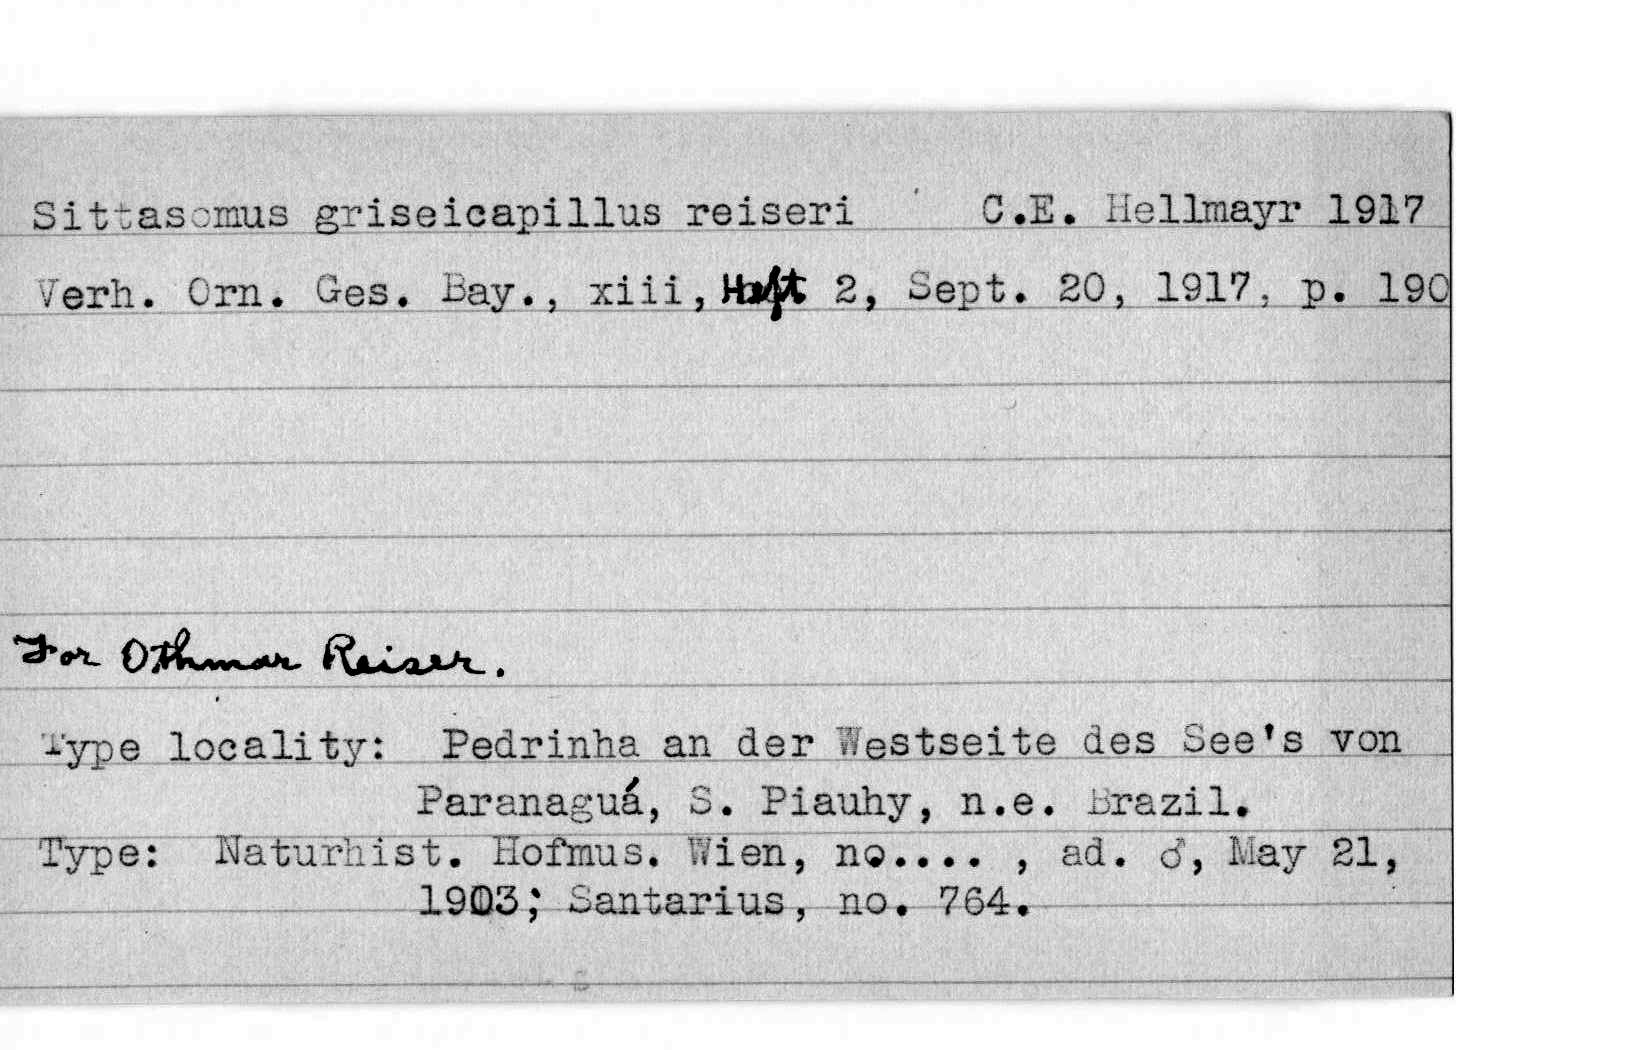 Sittasomus griseicapillus reiseri C.E. Hellmayr 1917
Verh. Orn. Ges. Bay., xiii, Heft 2, Sept. 20, 1917, p. 190
For Othmar Reiser.
Type locality: Pedrinha an der Westseite des See's von
Paranaguá, S. Piauhy, n.e. Brazil.
Type: Naturhist. Hofmus. Wien, no.... , ad. ♂, May 21,
1903; Santarius, no. 764.